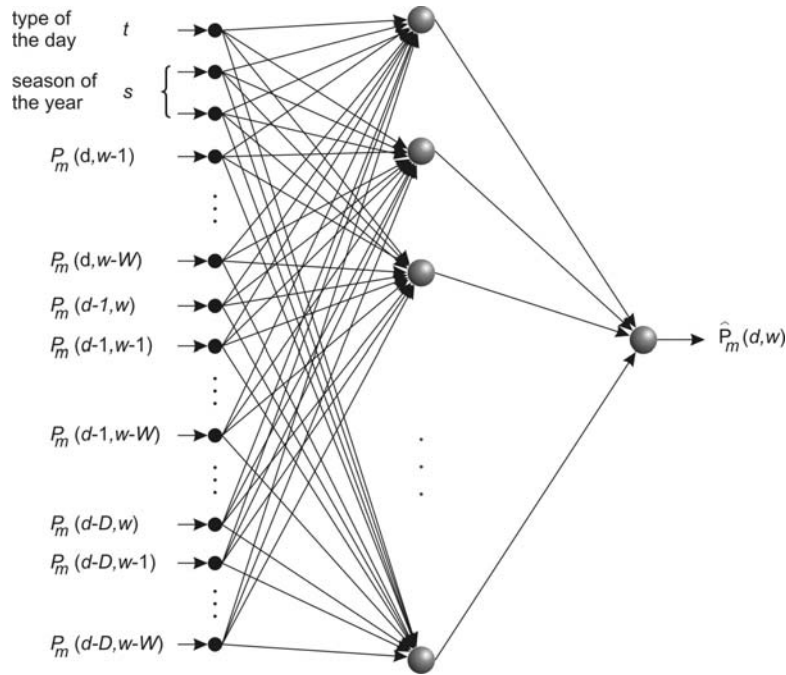 type of
the day t
season of
the year s
P_m (d,w-1)
P_m (d,w-W)
P_m (d-1,w)
P_m (d-1,w-1)
P_m (d-1,w-W)
P_m (d-D,w)
P_m (d-D,w-1)
P_m (d-D,w-W)
P̂_m (d,w)